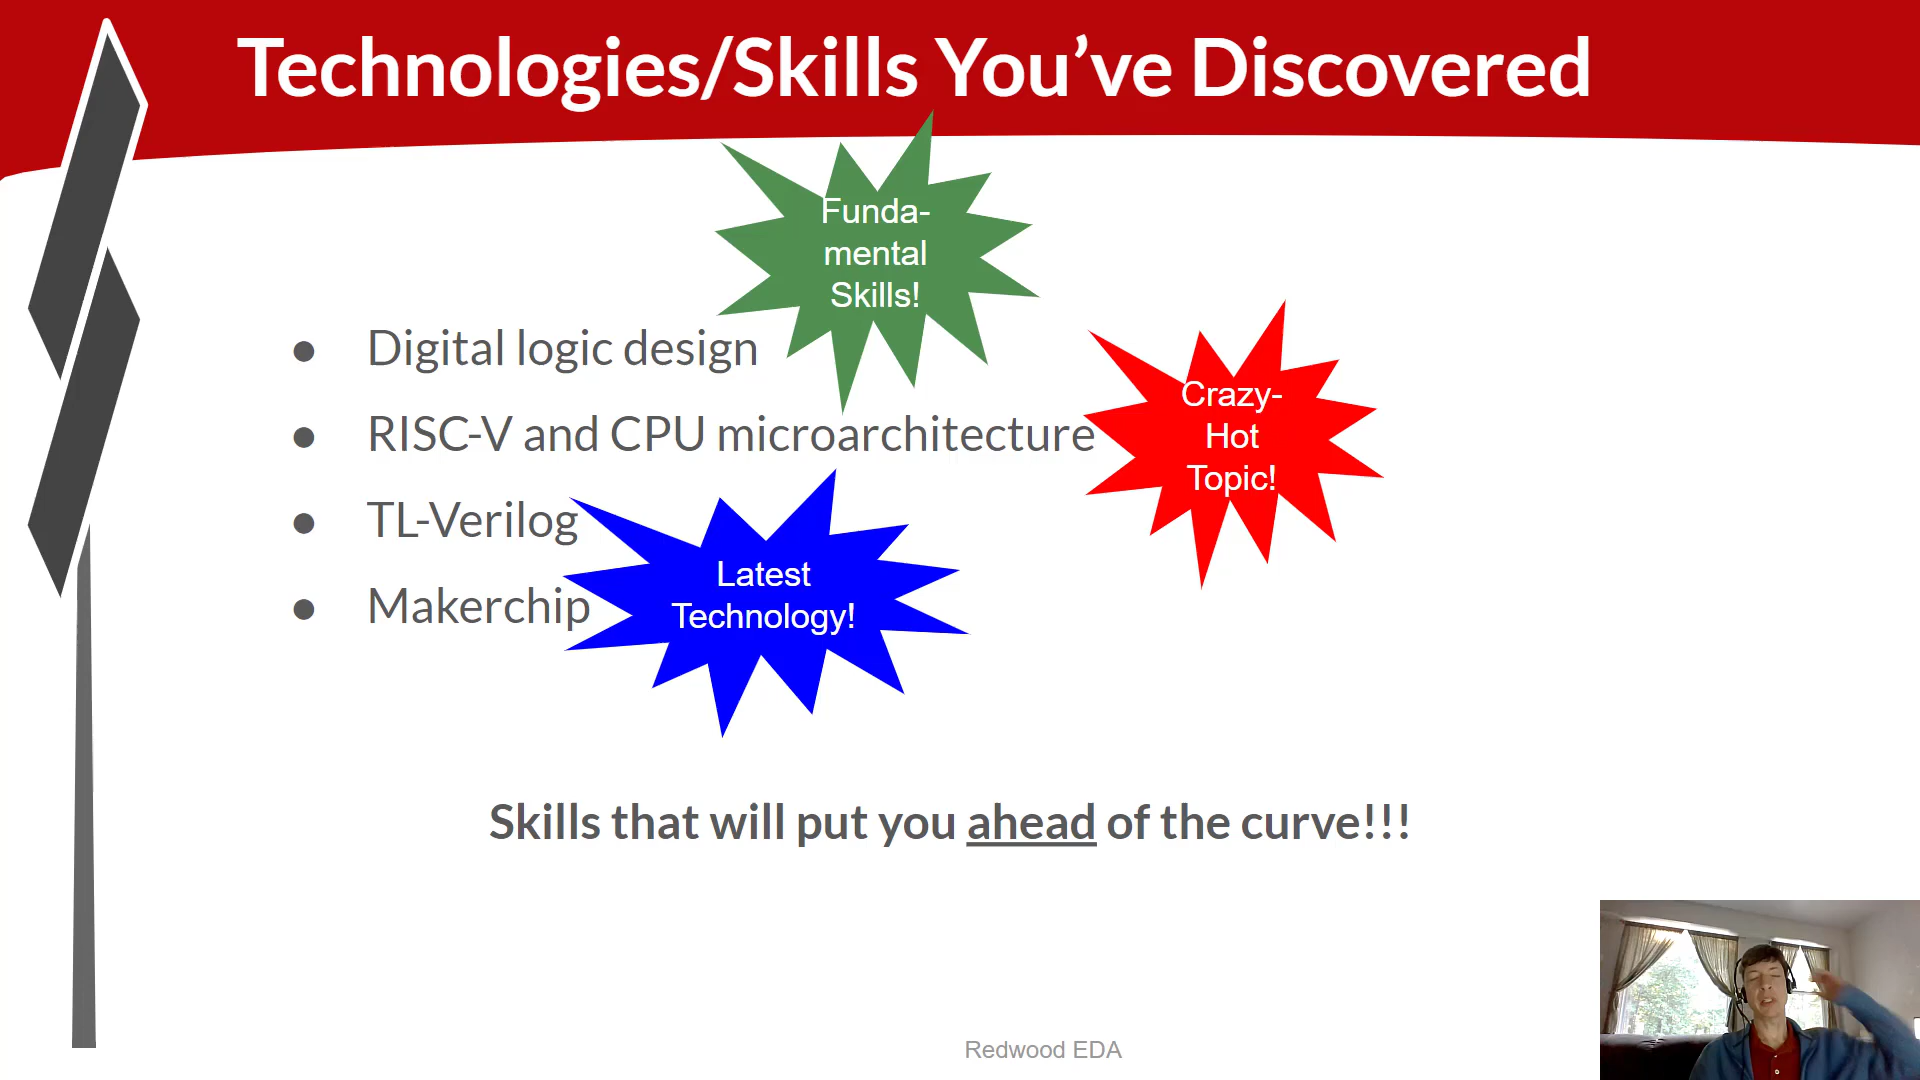 Technologies/Skills You’ve Discovered
Funda-
mental
Skills!
Digital logic design
Crazy-
Hot
Topic!
RISC-V and CPU microarchitecture
TL-Verilog
Latest
Technology!
Makerchip
Skills that will put you ahead of the curve!!!
Redwood EDA